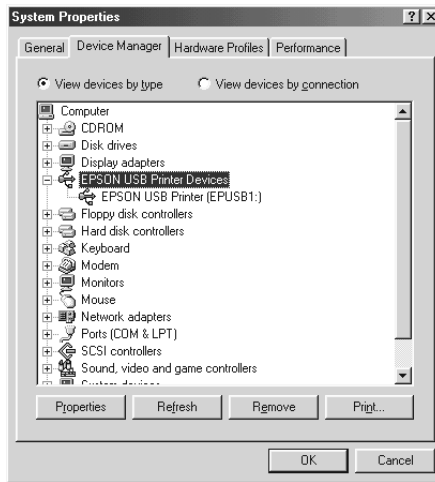 System Properties
? x
General Device Manager Hardware Profiles Performance
View devices by type View devices by connection
Computer
CDROM
Disk drives
Display adapters
EPSON USB Printer Devices
EPSON USB Printer (EPUSB1:)
Floppy disk controllers
Hard disk controllers
Keyboard
Modem
Monitors
Mouse
Network adapters
Ports (COM & LPT)
SCSI controllers
Sound, video and game controllers
System devices
Properties Refresh Remove Print...
OK Cancel